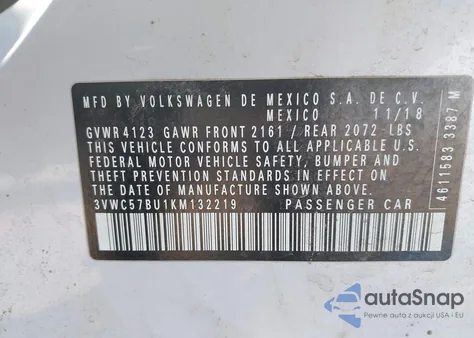 MFD BY VOLKSWAGEN DE MEXICO S.A. DE C.V.
MEXICO 11/18
GVWR 4123 GAWR FRONT 2161 / REAR 2072 LBS
THIS VEHICLE CONFORMS TO ALL APPLICABLE U.S.
FEDERAL MOTOR VEHICLE SAFETY, BUMPER AND
THEFT PREVENTION STANDARDS IN EFFECT ON
THE DATE OF MANUFACTURE SHOWN ABOVE.
3VWC57BU1KM132219 PASSENGER CAR
4611583 3387 M
autoSnap
Pewne auta z aukcji USA i EU